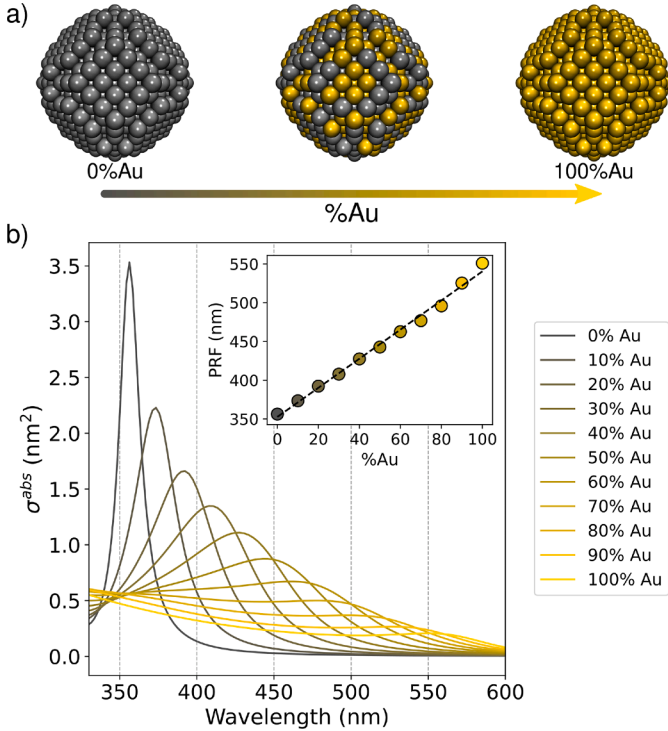 a)
0%Au
100%Au
%Au
b)
3.5
3.0
2.5
2.0
1.5
1.0
0.5
0.0
σᵃᵇˢ (nm²)
350
400
450
500
550
600
Wavelength (nm)
550
500
450
400
350
PRF (nm)
0
20
40
60
80
100
%Au
0% Au
10% Au
20% Au
30% Au
40% Au
50% Au
60% Au
70% Au
80% Au
90% Au
100% Au